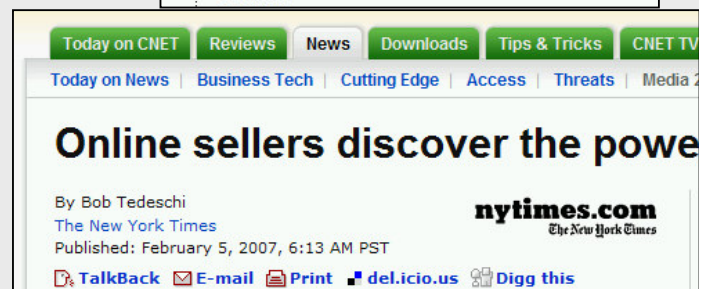 Today on CNET Reviews News Downloads Tips & Tricks CNET TV
Today on News | Business Tech | Cutting Edge | Access | Threats | Media
Online sellers discover the powe
By Bob Tedeschi
nytimes.com
The New York Times
The New York Times
Published: February 5, 2007, 6:13 AM PST
TalkBack E-mail Print del.icio.us Digg this